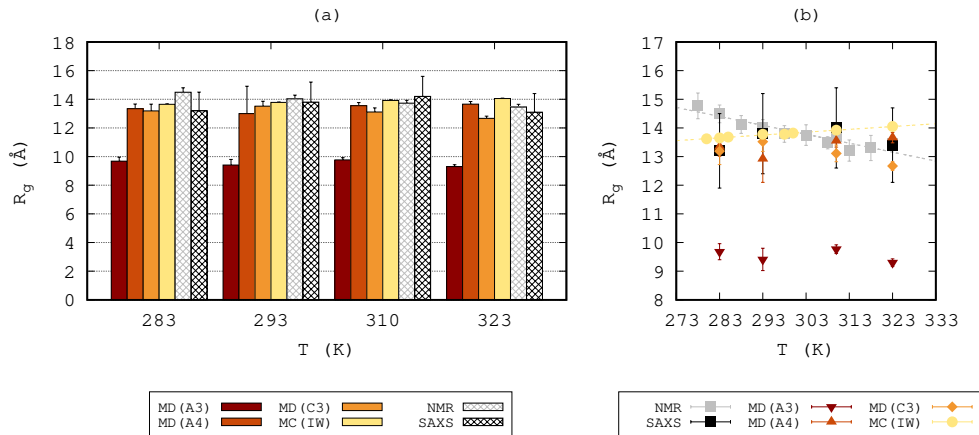 (a)
18
16
14
12
10
8
6
4
2
0
R_g (Å)
283 293 310 323
T (K)
MD(A3) MD(C3) NMR
MD(A4) MC(IW) SAXS
(b)
17
16
15
14
13
12
11
10
9
8
R_g (Å)
273 283 293 303 313 323 333
T (K)
NMR MD(A3) MD(C3)
SAXS MD(A4) MC(IW)